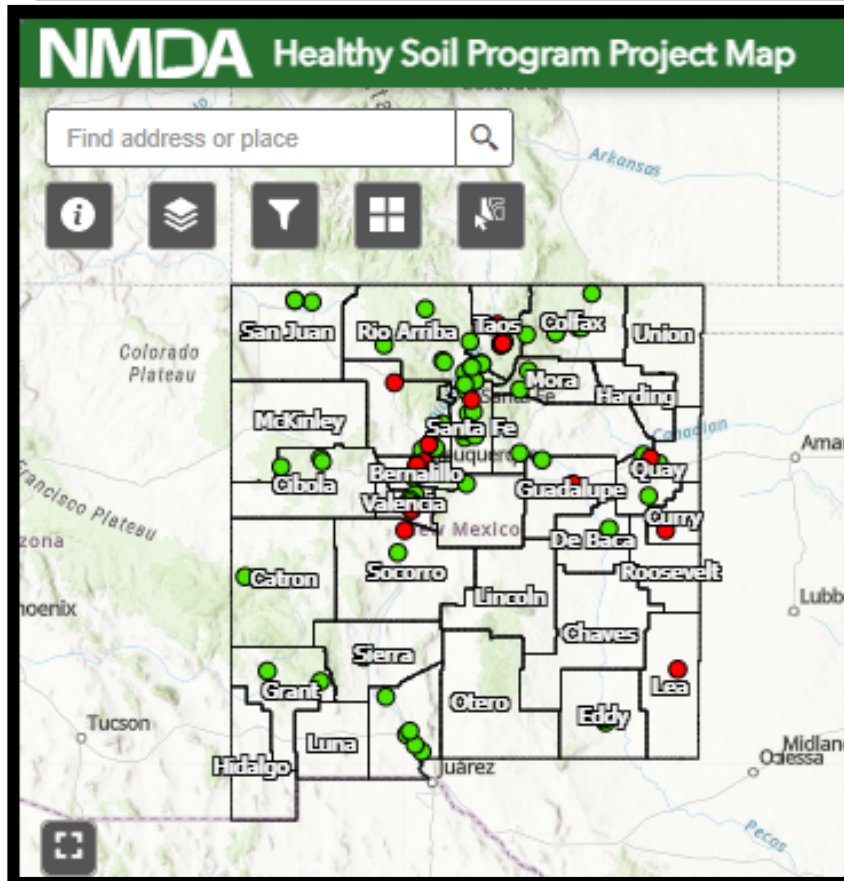 NMDA Healthy Soil Program Project Map
Find address or place
Arkansas
San Juan
Rio Arriba
Taos
Colfax
Union
Colorado
Plateau
Mora
Harding
McKinley
Santa Fe
Canadian
Amar
Bernalillo
Quay
Cibola
Guadalupe
Valencia
Francisco Plateau
Curry
New Mexico
De Baca
zona
Socorro
Roosevelt
Catron
Lincoln
hoenix
Lubb
Chaves
Sierra
Grant
Lea
Otero
Eddy
Tucson
Luna
Midlan
Hidalgo
Juárez
Odessa
Pecos